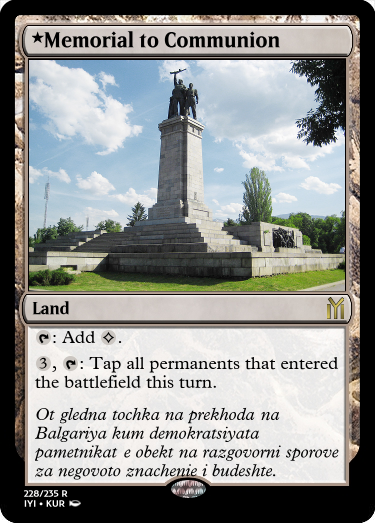 ★Memorial to Communion
Land
: Add .
3, : Tap all permanents that entered
the battlefield this turn.
Ot gledna tochka na prekhoda na
Balgariya kum demokratsiyata
pametnikat e obekt na razgovorni sporove
za negovoto znachenie i budeshte.
228/235 R
IYI • KUR